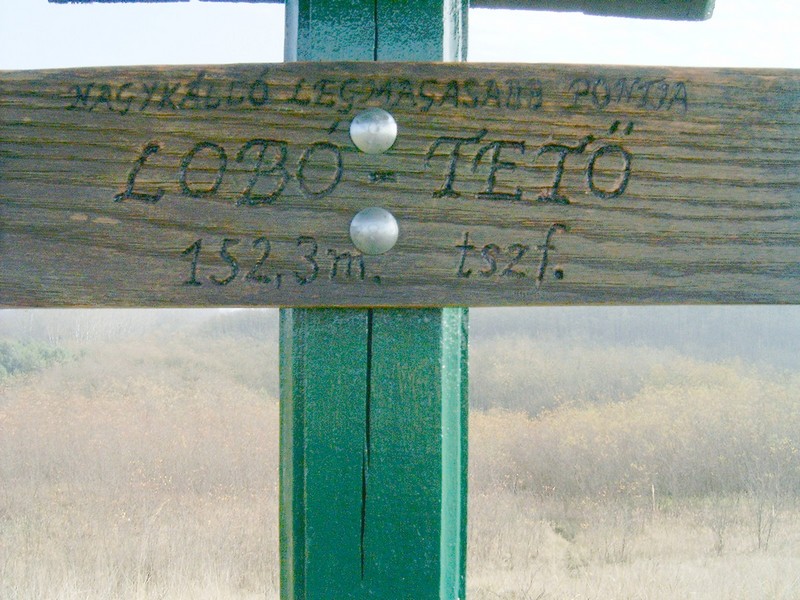 NAGYKÁLLÓ LEGMAGASABB PONTJA
LOBÓ - TETŐ
152,3m. tszf.